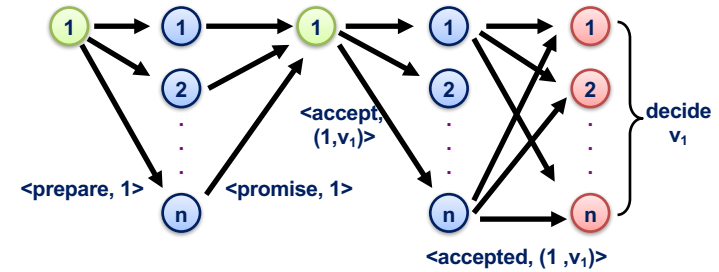 1 1 1 1 1
2 2 2
<accept,
(1,v₁)>
decide
v₁
<prepare, 1>
<promise, 1>
n n n
<accepted, (1 ,v₁)>